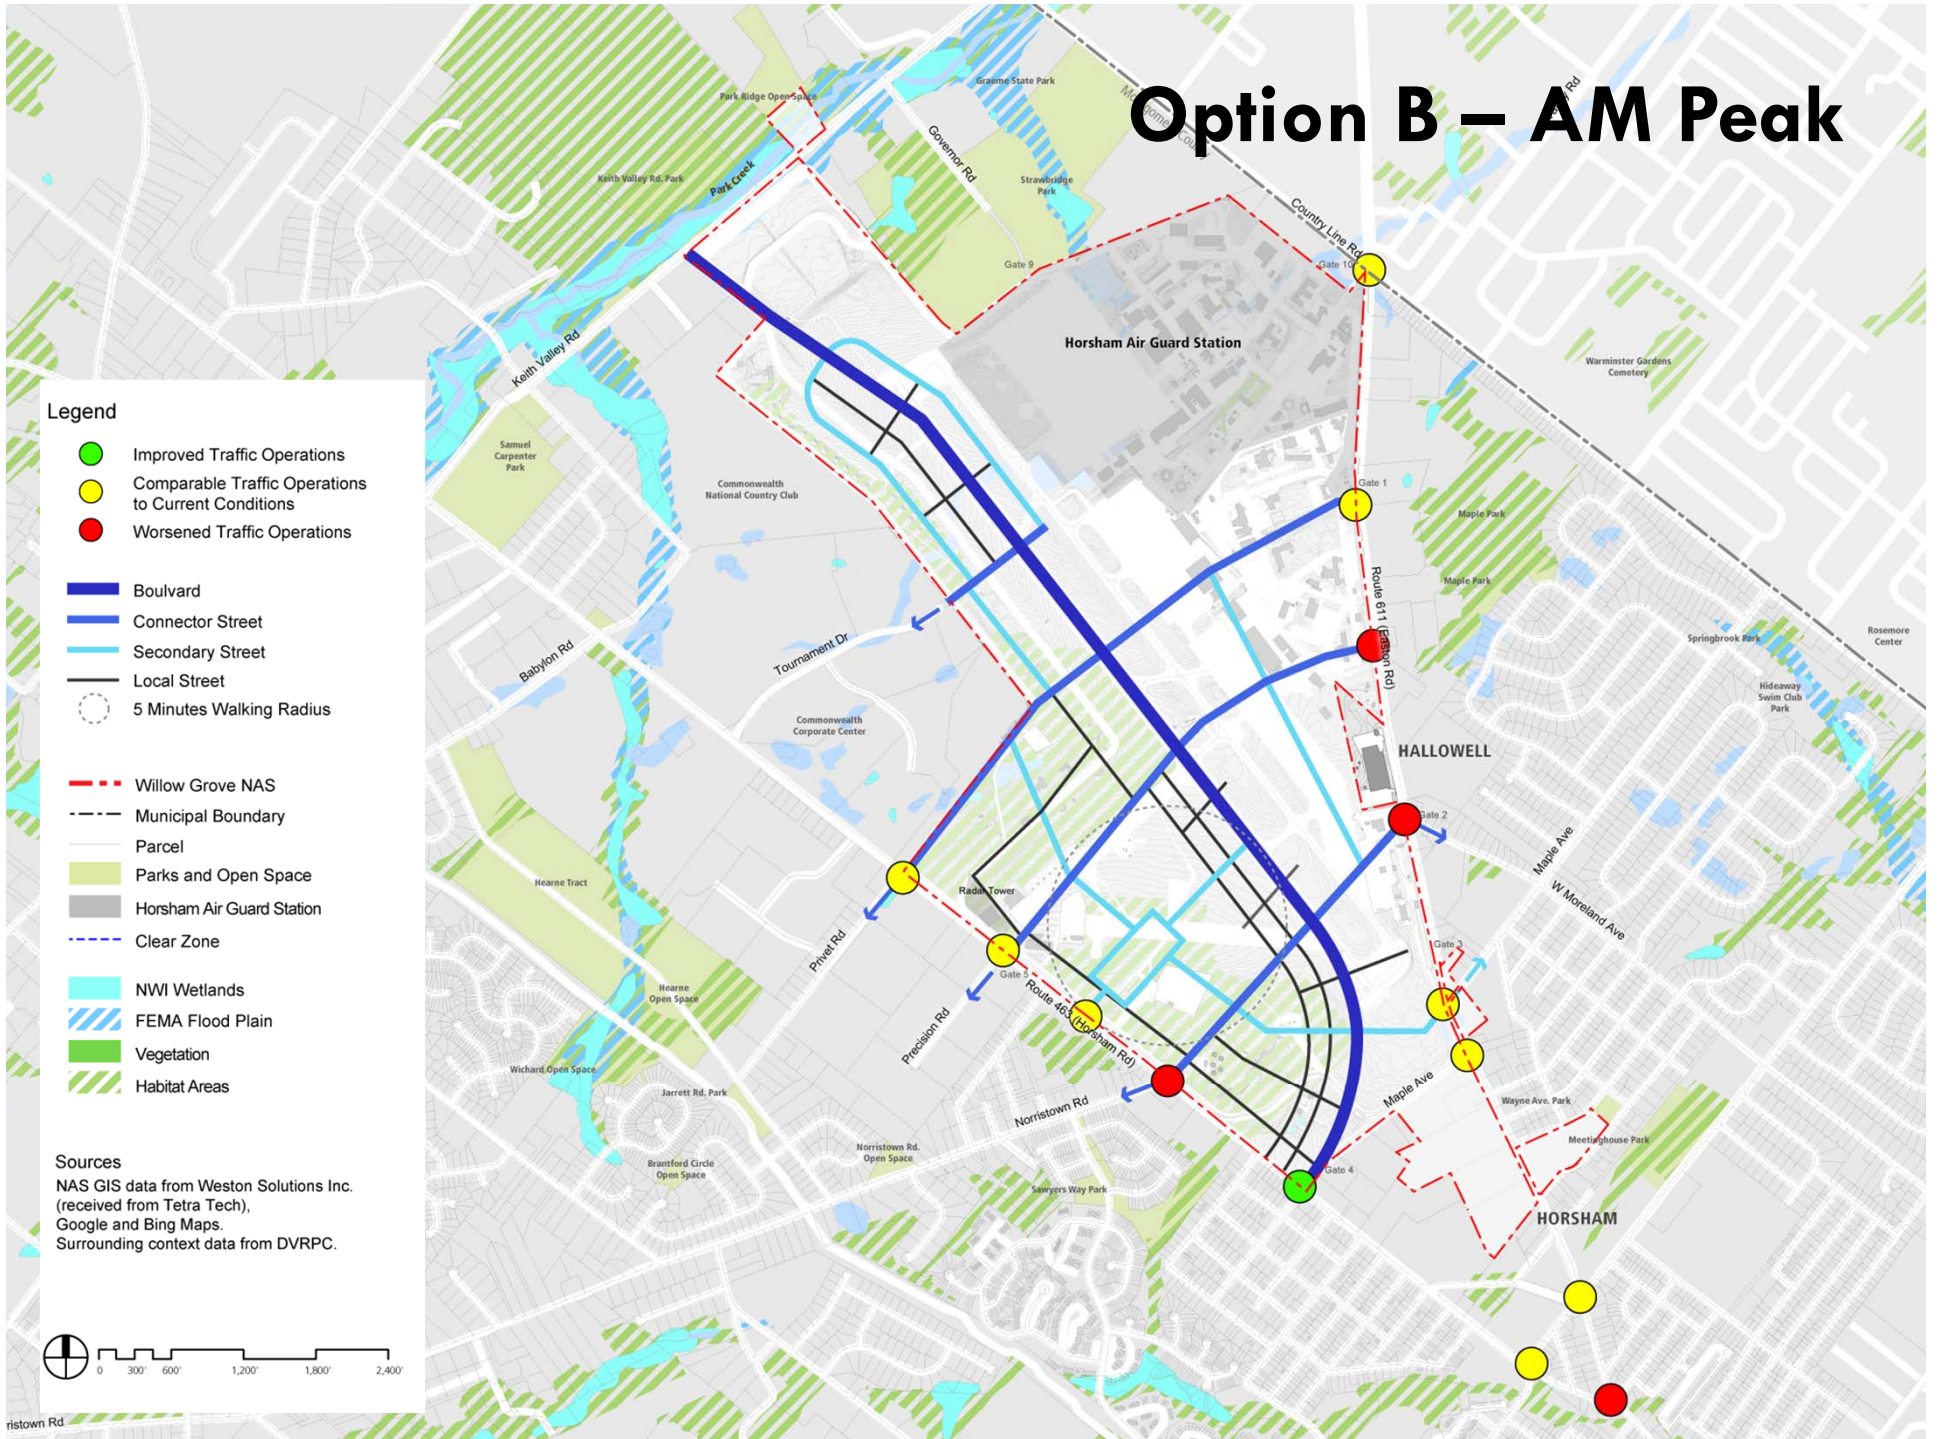 Option B – AM Peak
Park Ridge Open Space
Graeme State Park
Governor Rd
Keith Valley Rd. Park
Park Creek
Strawbridge
Park
Country Line Rd
Gate 9
Gate 10
Horsham Air Guard Station
Keith Valley Rd
Warminster Gardens
Cemetery
Samuel
Carpenter
Park
Commonwealth
National Country Club
Gate 1
Maple Park
Maple Park
Route 611 (Easton Rd)
Springbrook Park
Rosemore
Center
Hideaway
Swim Club
Park
Babylon Rd
Tournament Dr
Commonwealth
Corporate Center
HALLOWELL
Gate 2
Maple Ave
W Moreland Ave
Hearne Tract
Radar Tower
Privet Rd
Gate 3
Gate 5
Hearne
Open Space
Route 463 (Horsham Rd)
Precision Rd
Wichard Open Space
Jarrett Rd. Park
Norristown Rd
Maple Ave
Wayne Ave. Park
Meetinghouse Park
Norristown Rd.
Open Space
Brantford Circle
Open Space
Sawyers Way Park
Gate 4
HORSHAM
Legend
Improved Traffic Operations
Comparable Traffic Operations
to Current Conditions
Worsened Traffic Operations
Boulvard
Connector Street
Secondary Street
Local Street
5 Minutes Walking Radius
Willow Grove NAS
Municipal Boundary
Parcel
Parks and Open Space
Horsham Air Guard Station
Clear Zone
NWI Wetlands
FEMA Flood Plain
Vegetation
Habitat Areas
Sources
NAS GIS data from Weston Solutions Inc.
(received from Tetra Tech),
Google and Bing Maps.
Surrounding context data from DVRPC.
0 300' 600' 1,200' 1,800' 2,400'
ristown Rd